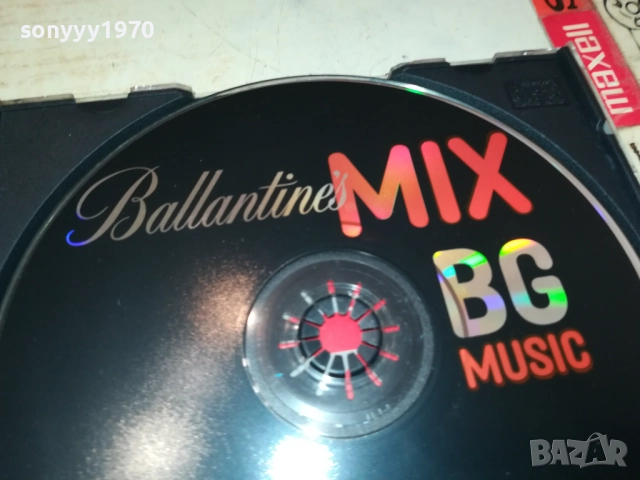 sonyyy1970
maxell
Ballantine's MIX
BG
MUSIC
BAZAR